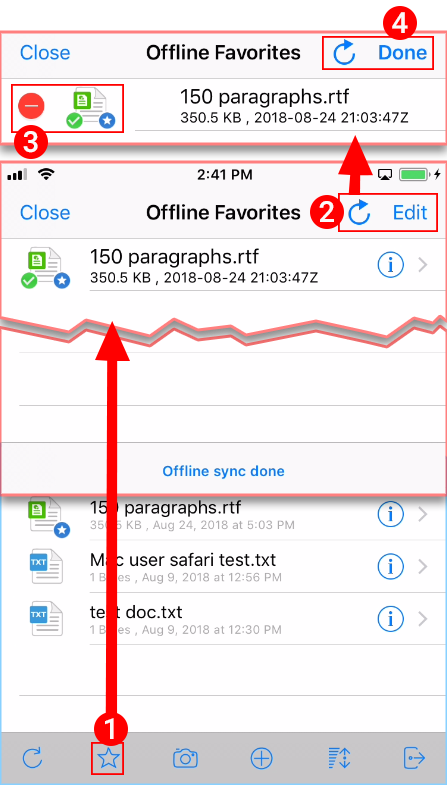 4
Close Offline Favorites Done
150 paragraphs.rtf
350.5 KB , 2018-08-24 21:03:47Z
3
2:41 PM
Close Offline Favorites 2 Edit
150 paragraphs.rtf
350.5 KB , 2018-08-24 21:03:47Z
Offline sync done
150 paragraphs.rtf
350.5 KB , Aug 24, 2018 at 5:03 PM
TXT Mac user safari test.txt
1 Bytes , Aug 9, 2018 at 12:56 PM
TXT test doc.txt
1 Bytes , Aug 9, 2018 at 12:30 PM
1